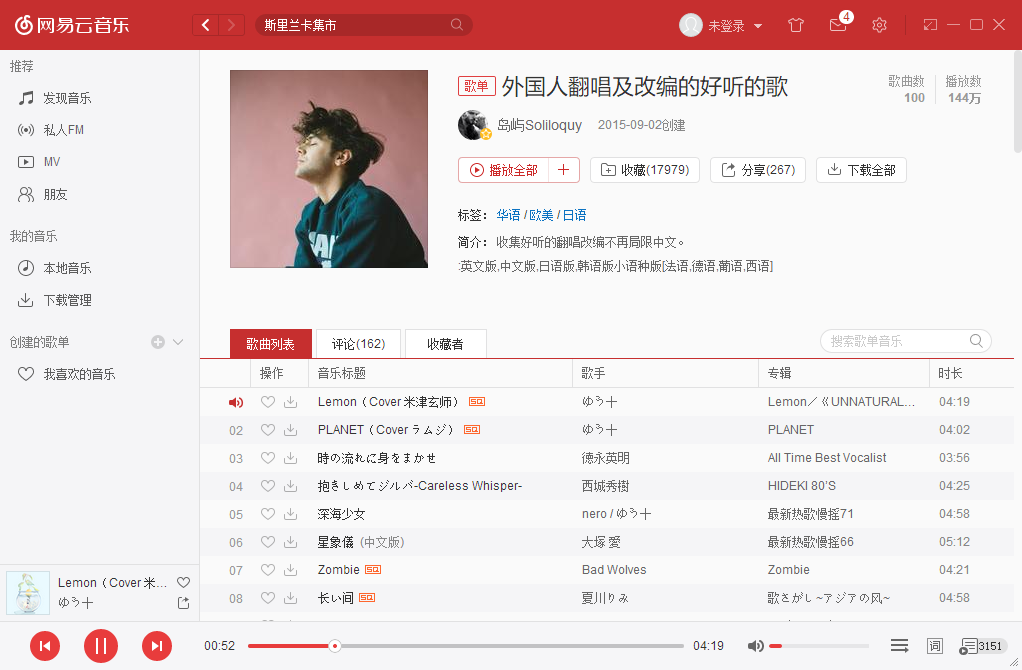 网易云音乐
斯里兰卡集市
未登录
4
推荐
发现音乐
私人FM
MV
朋友
我的音乐
本地音乐
下载管理
创建的歌单
我喜欢的音乐
歌单 外国人翻唱及改编的好听的歌
歌曲数 播放数
100 144万
岛屿Soliloquy 2015-09-02创建
播放全部 收藏(17979) 分享(267) 下载全部
标签： 华语 / 欧美 / 日语
简介： 收集好听的翻唱改编不再局限中文。
:英文版,中文版,日语版,韩语版小语种版[法语,德语,葡语,西语]
歌曲列表 评论(162) 收藏者 搜索歌单音乐
操作 音乐标题 歌手 专辑 时长
Lemon（Cover 米津玄师） SQ ゆう十 Lemon／《 UNNATURAL... 04:19
02 PLANET（Cover ラムジ） SQ ゆう十 PLANET 04:02
03 時の流れに身をまかせ 德永英明 All Time Best Vocalist 03:56
04 抱きしめてジルバ-Careless Whisper- 西城秀樹 HIDEKI 80'S 04:25
05 深海少女 nero / ゆう十 最新热歌慢摇71 04:58
06 星象儀 (中文版) 大塚 愛 最新热歌慢摇66 05:12
07 Zombie SQ Bad Wolves Zombie 04:21
08 长い间 SQ 夏川りみ 歌さがし~アジアの风~ 04:58
Lemon（Cover 米...
ゆう十
00:52 04:19 词 3151